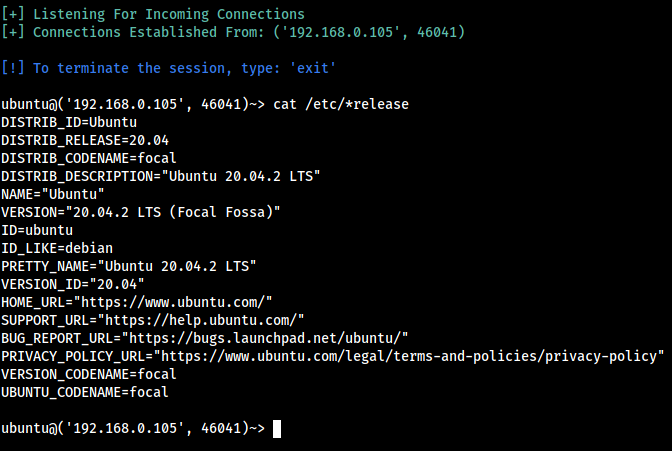 [+] Listening For Incoming Connections
[+] Connections Established From: ('192.168.0.105', 46041)
[!] To terminate the session, type: 'exit'
ubuntu@('192.168.0.105', 46041)~> cat /etc/*release
DISTRIB_ID=Ubuntu
DISTRIB_RELEASE=20.04
DISTRIB_CODENAME=focal
DISTRIB_DESCRIPTION="Ubuntu 20.04.2 LTS"
NAME="Ubuntu"
VERSION="20.04.2 LTS (Focal Fossa)"
ID=ubuntu
ID_LIKE=debian
PRETTY_NAME="Ubuntu 20.04.2 LTS"
VERSION_ID="20.04"
HOME_URL="https://www.ubuntu.com/"
SUPPORT_URL="https://help.ubuntu.com/"
BUG_REPORT_URL="https://bugs.launchpad.net/ubuntu/"
PRIVACY_POLICY_URL="https://www.ubuntu.com/legal/terms-and-policies/privacy-policy"
VERSION_CODENAME=focal
UBUNTU_CODENAME=focal
ubuntu@('192.168.0.105', 46041)~>